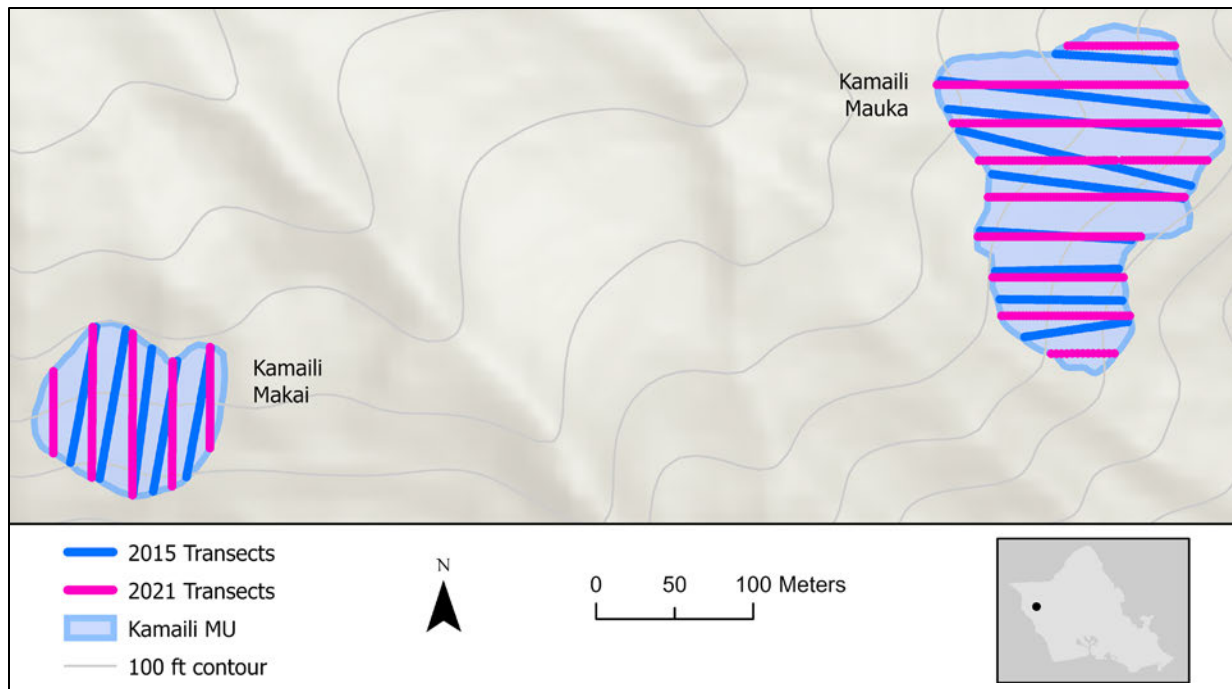 Kamaili
Mauka
Kamaili
Makai
2015 Transects
2021 Transects
Kamaili MU
100 ft contour
N
0 50 100 Meters